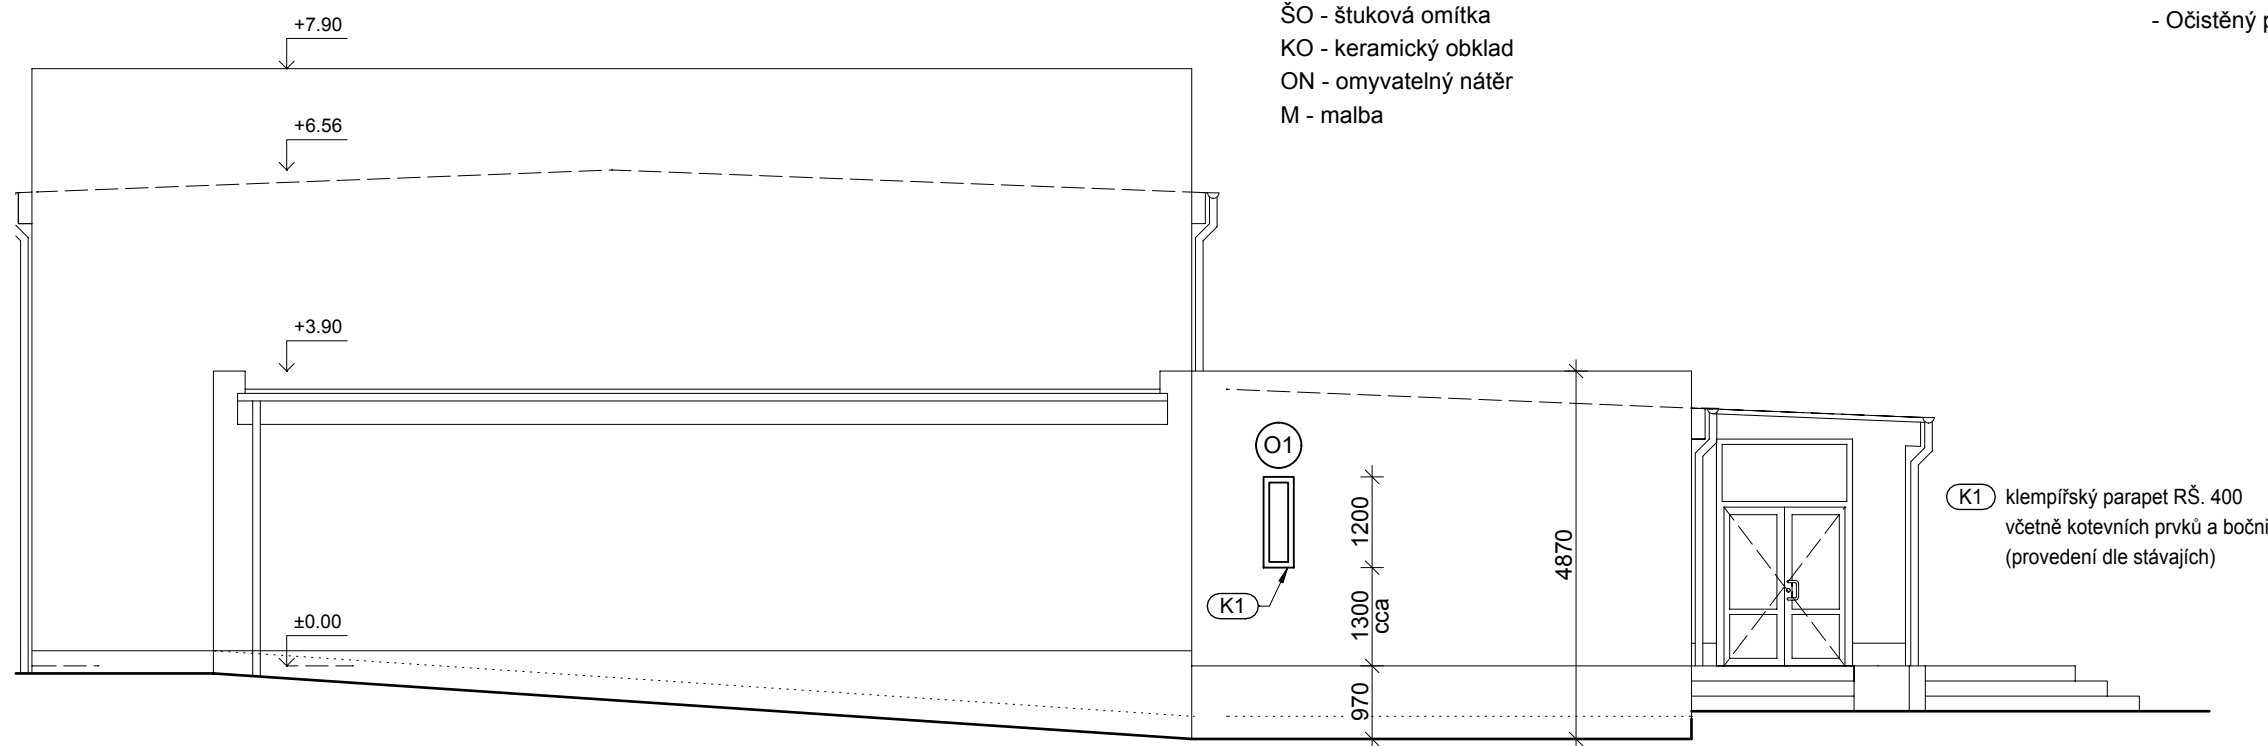 ŠO - štuková omítka
KO - keramický obklad
ON - omyvatelný nátěr
M - malba
- Očistěný p
+7.90
+6.56
+3.90
±0.00
O1
K1
1200
1300
cca
970
4870
K1 klempířský parapet RŠ. 400
včetně kotevních prvků a boční
(provedení dle stávajích)